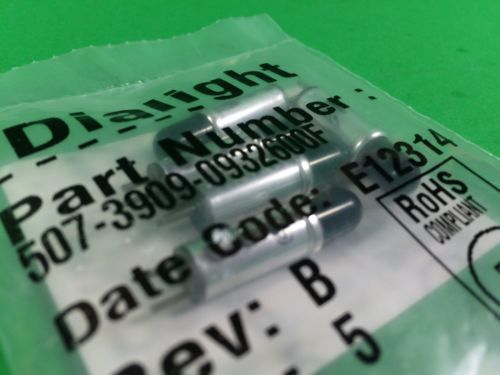 Dialight
Part Number:
507-3909-0932600F
Date Code: E12314
Rev: B
5
RoHS
COMPLIANT